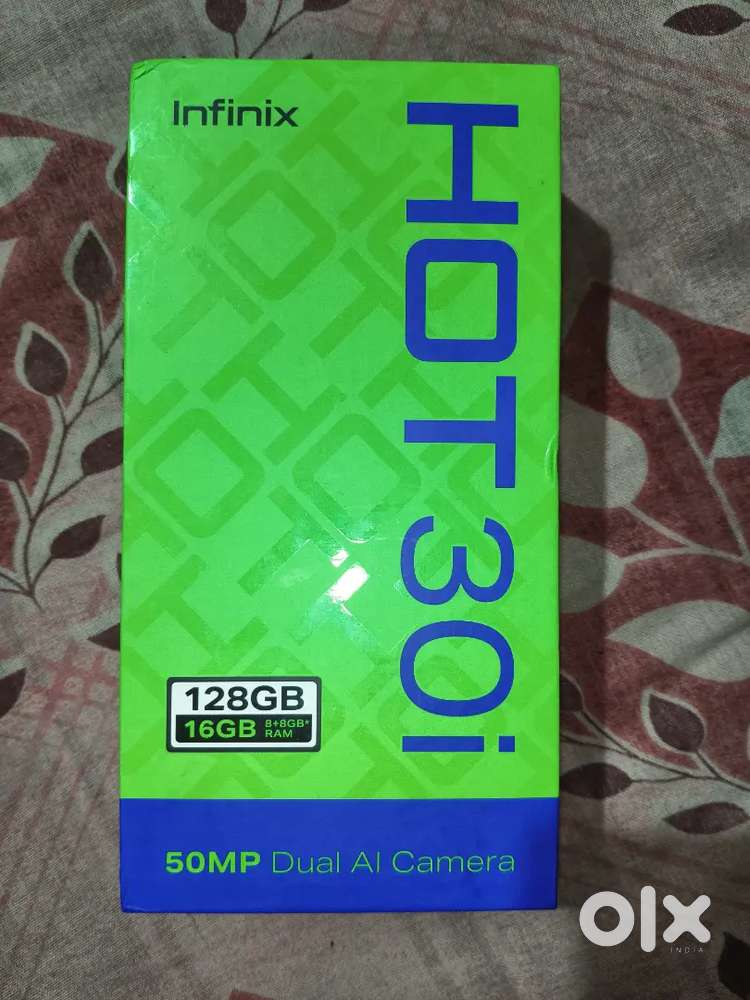 Infinix
HOT 30i
128GB
16GB 8+8GB*
RAM
50MP Dual AI Camera
olx
INDIA